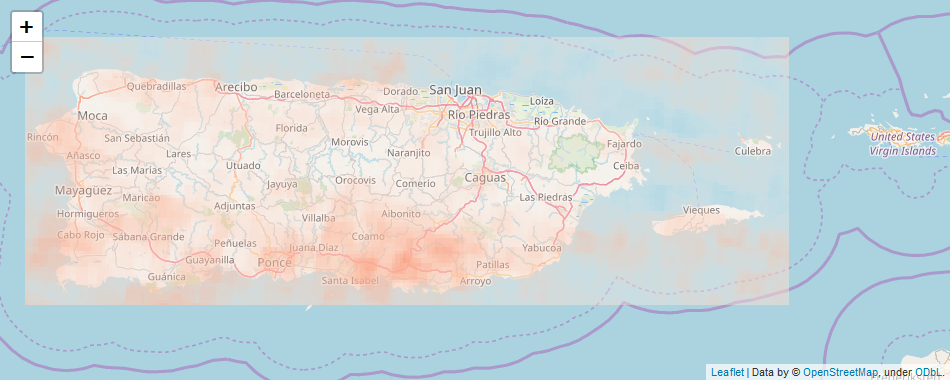 +
−
Quebradillas
Arecibo
Barceloneta
Dorado
San Juan
Loiza
Vega Alta
Río Piedras
Río Grande
Moca
Florida
Trujillo Alto
Rincón
San Sebastián
Morovis
Fajardo
United States
Virgin Islands
Añasco
Lares
Naranjito
Culebra
Las Marías
Utuado
Ceiba
Mayagüez
Jayuya
Orocovis
Comerío
Caguas
Maricao
Las Piedras
Hormigueros
Adjuntas
Villalba
Aibonito
Vieques
Cabo Rojo
Sábana Grande
Peñuelas
Juana Díaz
Coamo
Yabucoa
Guayanilla
Ponce
Patillas
Guánica
Santa Isabel
Arroyo
Leaflet | Data by © OpenStreetMap, under ODbL.